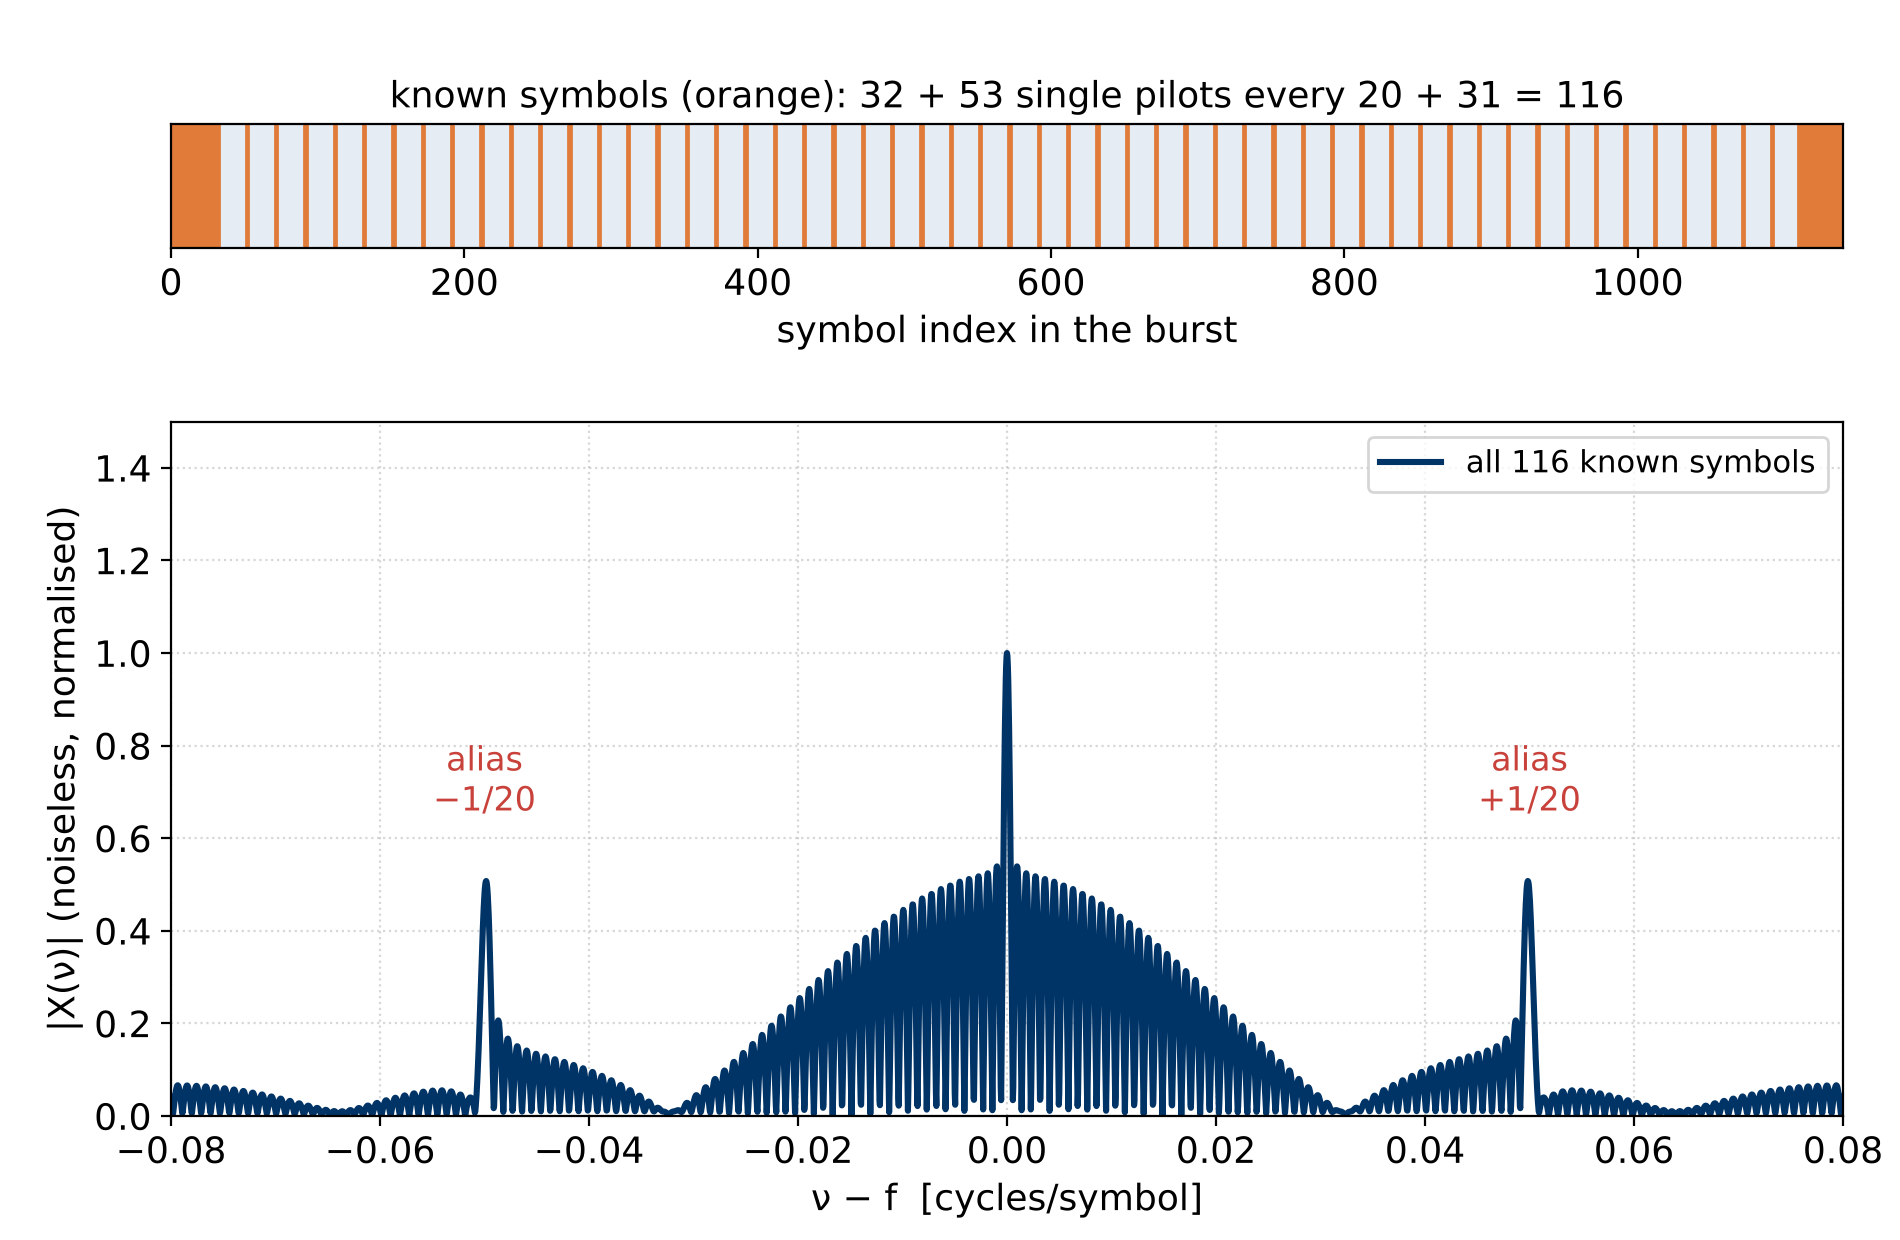 known symbols (orange): 32 + 53 single pilots every 20 + 31 = 116
0 200 400 600 800 1000
symbol index in the burst
all 116 known symbols
|X(ν)| (noiseless, normalised)
1.4
1.2
1.0
0.8
0.6
0.4
0.2
0.0
alias
−1/20
alias
+1/20
−0.08 −0.06 −0.04 −0.02 0.00 0.02 0.04 0.06 0.08
ν − f [cycles/symbol]